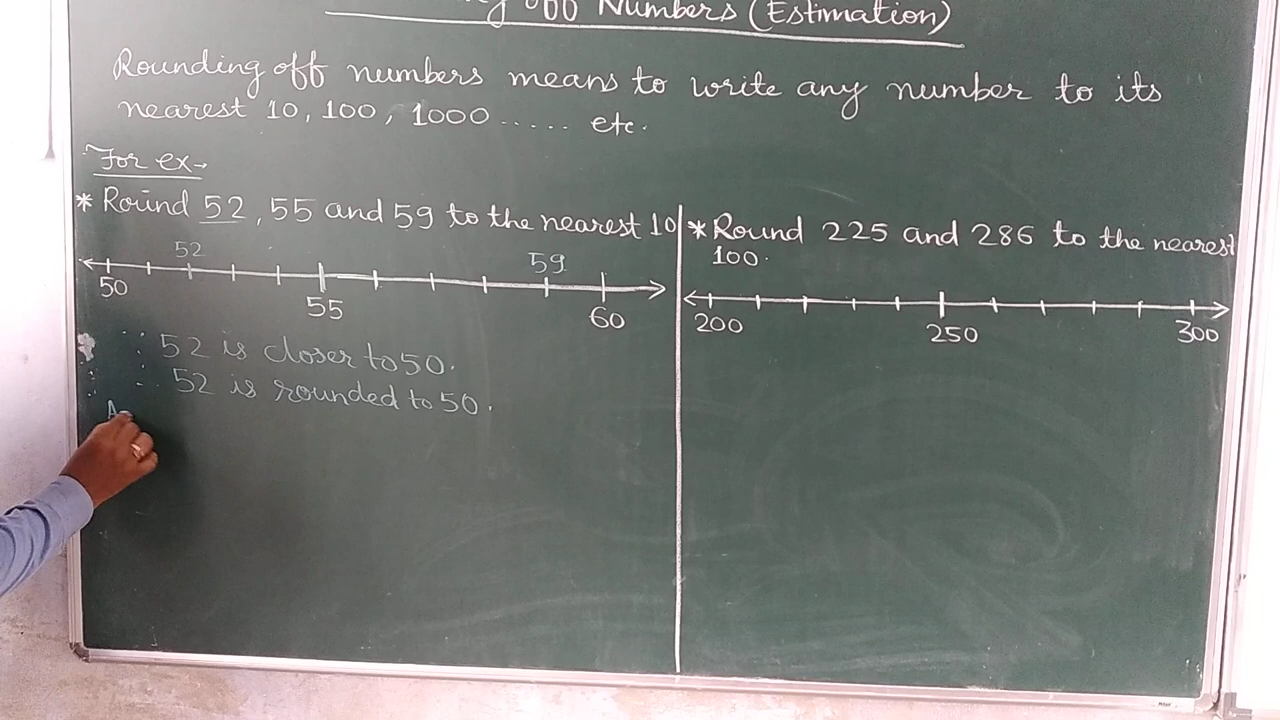 off Numbers (Estimation)
Rounding off numbers means to write any number to its
nearest 10, 100, 1000 ..... etc.
For ex→
* Round 52, 55 and 59 to the nearest 10
52 59
50 55 60
∵ 52 is closer to 50.
∴ 52 is rounded to 50.
A
* Round 225 and 286 to the nearest
100.
200 250 300